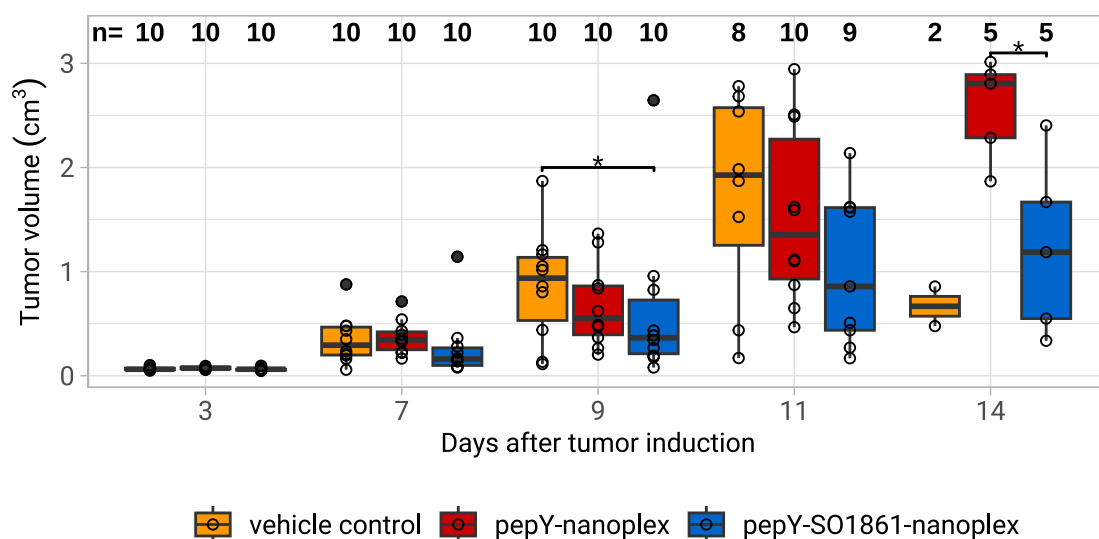 n= 10 10 10 10 10 10 10 10 10 8 10 9 2 5 5
*
3
*
2
1
0
Tumor volume (cm³)
3 7 9 11 14
Days after tumor induction
vehicle control pepY-nanoplex pepY-SO1861-nanoplex